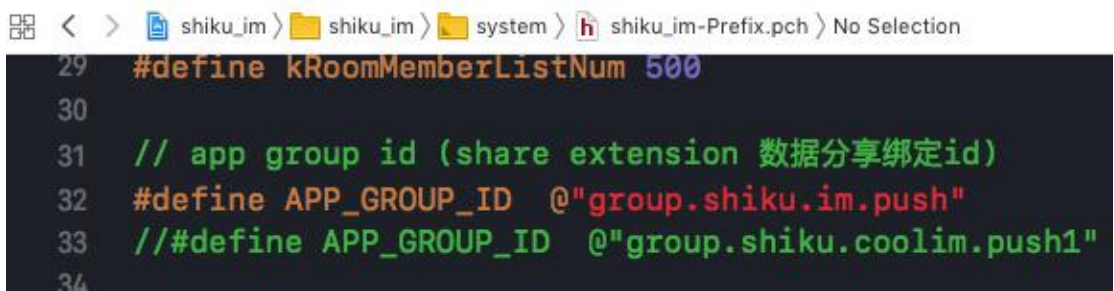 shiku_im 〉 shiku_im 〉 system 〉 h shiku_im-Prefix.pch 〉 No Selection
29 #define kRoomMemberListNum 500
30
31 // app group id (share extension 数据分享绑定id)
32 #define APP_GROUP_ID  @"group.shiku.im.push"
33 //#define APP_GROUP_ID  @"group.shiku.coolim.push1"
34